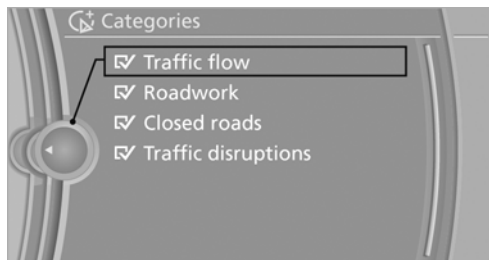 Categories
Traffic flow
Roadwork
Closed roads
Traffic disruptions